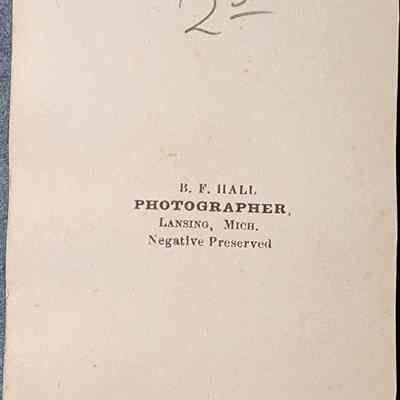 2
B. F. HALL
PHOTOGRAPHER,
LANSING, MICH.
Negative Preserved